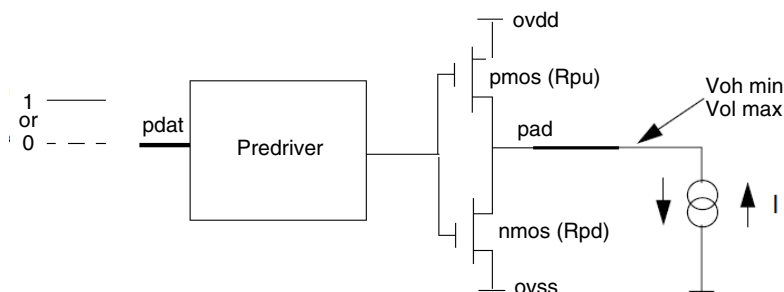 ovdd
pmos (Rpu)
Voh min
Vol max
1
or
0
pdat
Predriver
pad
I
nmos (Rpd)
ovss